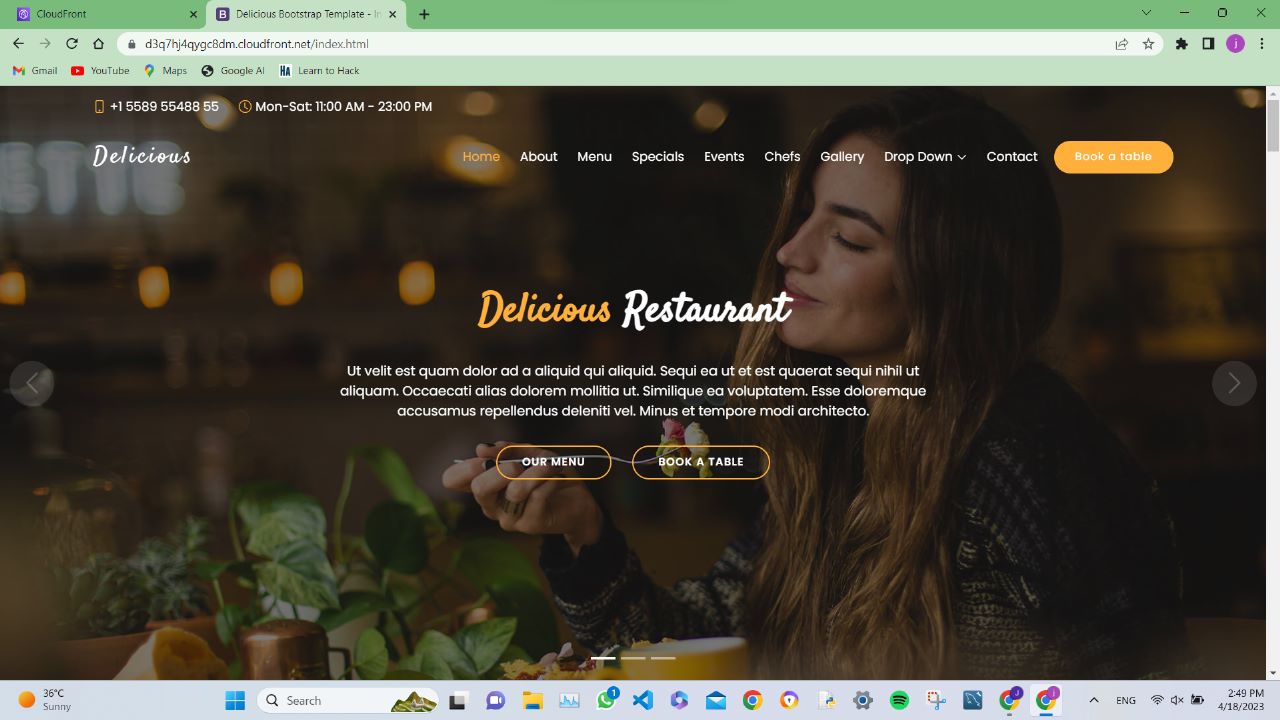 CloudFront
Delicious Bootstrap Template - In
d3q7hj4qygc8dm.cloudfront.net/index.html
j
Gmail
YouTube
Maps
Google AI
HA
Learn to Hack
+1 5589 55488 55
Mon-Sat: 11:00 AM - 23:00 PM
Delicious
Home About Menu Specials Events Chefs Gallery Drop Down Contact Book a table
Delicious Restaurant
Ut velit est quam dolor ad a aliquid qui aliquid. Sequi ea ut et est quaerat sequi nihil ut
aliquam. Occaecati alias dolorem mollitia ut. Similique ea voluptatem. Esse doloremque
accusamus repellendus deleniti vel. Minus et tempore modi architecto.
OUR MENU
BOOK A TABLE
36°C
Sunny
Search
1
J
J
ENG
2:49 PM
4/18/2023